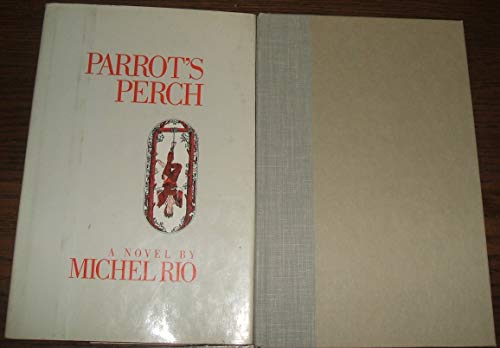 PARROT'S
PERCH
A NOVEL BY
MICHEL RIO